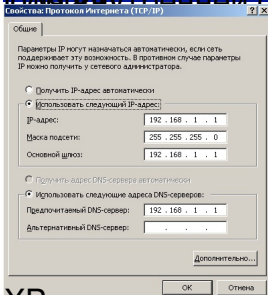 Свойства: Протокол Интернета (TCP/IP)
Общие
Параметры IP могут назначаться автоматически, если сеть
поддерживает эту возможность. В противном случае параметры
IP можно получить у сетевого администратора.
Получить IP-адрес автоматически
Использовать следующий IP-адрес:
IP-адрес: 192 . 168 . 1 . 1
Маска подсети: 255 . 255 . 255 . 0
Основной шлюз: 192 . 168 . 1 . 1
Получить адрес DNS-сервера автоматически
Использовать следующие адреса DNS-серверов:
Предпочитаемый DNS-сервер: 192 . 168 . 1 . 1
Альтернативный DNS-сервер: . . .
Дополнительно...
OK Отмена